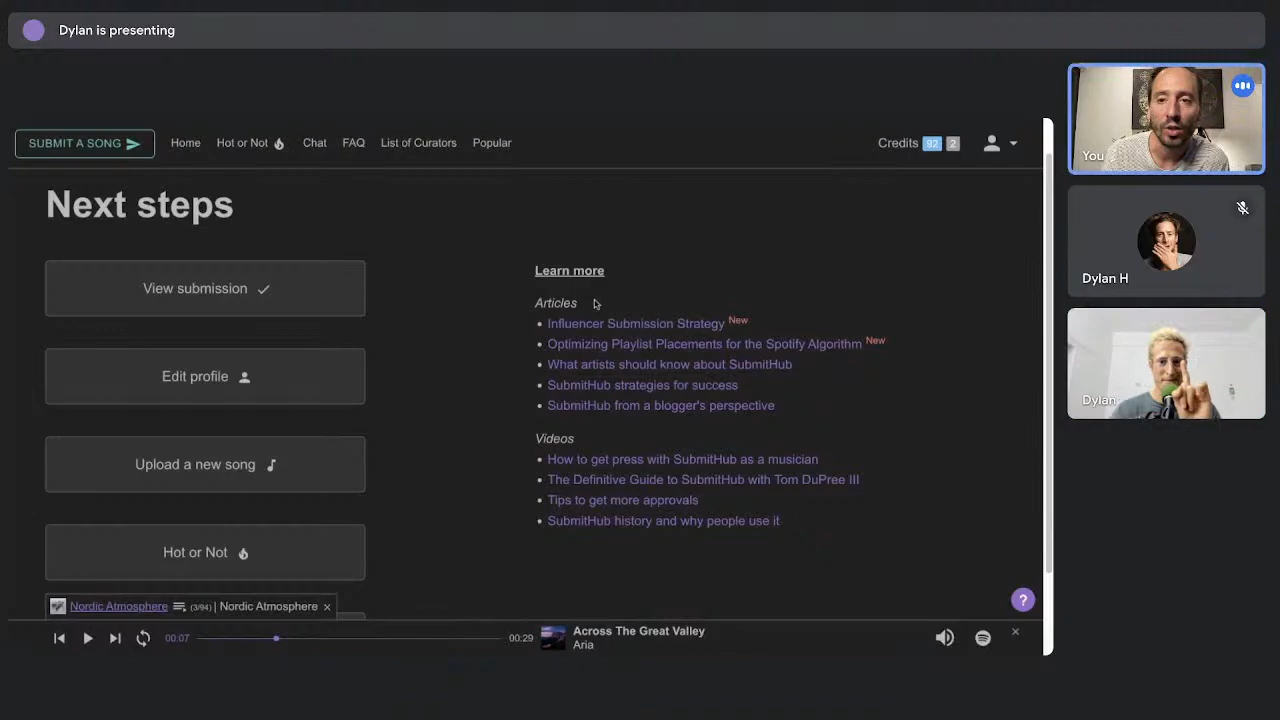 Dylan is presenting
SUBMIT A SONG
Home
Hot or Not
Chat
FAQ
List of Curators
Popular
Credits 92 2
Next steps
View submission
Edit profile
Upload a new song
Hot or Not
Learn more
Articles
Influencer Submission Strategy New
Optimizing Playlist Placements for the Spotify Algorithm New
What artists should know about SubmitHub
SubmitHub strategies for success
SubmitHub from a blogger's perspective
Videos
How to get press with SubmitHub as a musician
The Definitive Guide to SubmitHub with Tom DuPree III
Tips to get more approvals
SubmitHub history and why people use it
?
Nordic Atmosphere (3/94) | Nordic Atmosphere ×
00:07
00:29
Across The Great Valley
Aria
You
Dylan H
Dylan